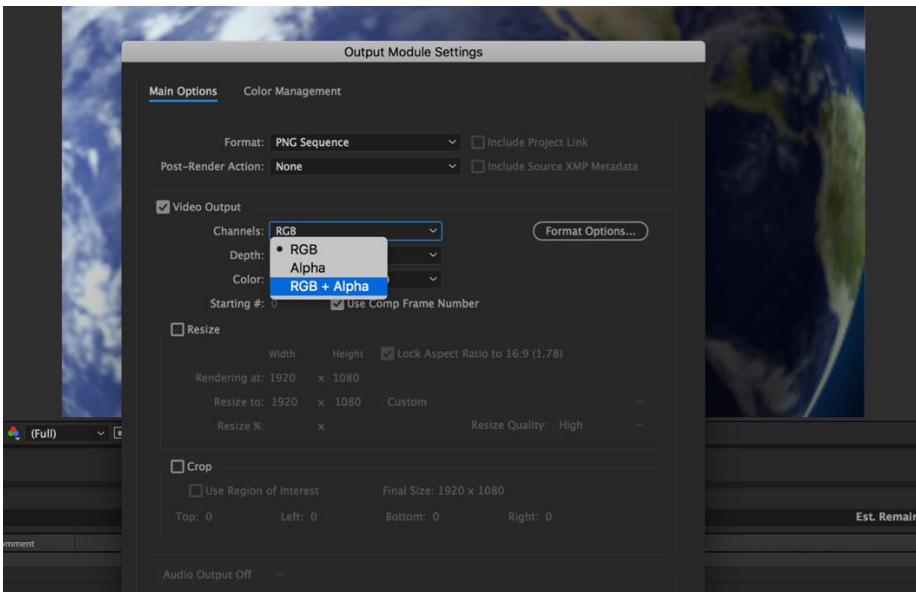 Output Module Settings
Main Options Color Management
Format: PNG Sequence Include Project Link
Post-Render Action: None Include Source XMP Metadata
Video Output
Channels: RGB Format Options...
RGB
Depth:
Alpha
Color:
RGB + Alpha
Starting #: 0 Use Comp Frame Number
Resize
Width Height Lock Aspect Ratio to 16:9 (1.78)
Rendering at: 1920 x 1080
Resize to: 1920 x 1080 Custom
(Full)
Resize %: x Resize Quality: High
Crop
Use Region of Interest Final Size: 1920 x 1080
Top: 0 Left: 0 Bottom: 0 Right: 0
Est. Remain
omment
Audio Output Off